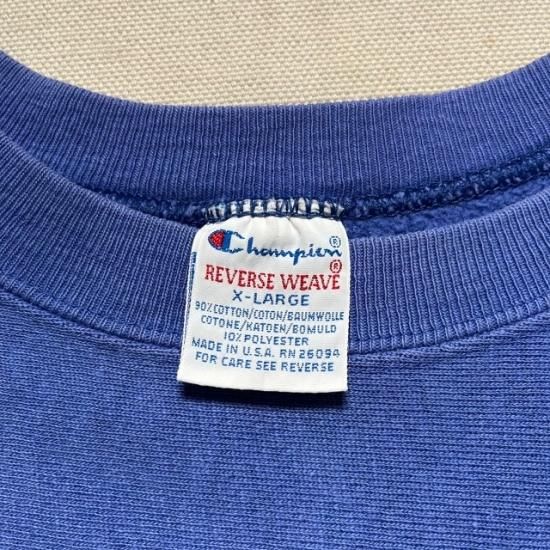 Champion®
REVERSE WEAVE®
X-LARGE
90% COTTON/COTON/BAUMWOLLE
COTONE/KATOEN/BOMULD
10% POLYESTER
MADE IN U.S.A. RN 26094
FOR CARE SEE REVERSE